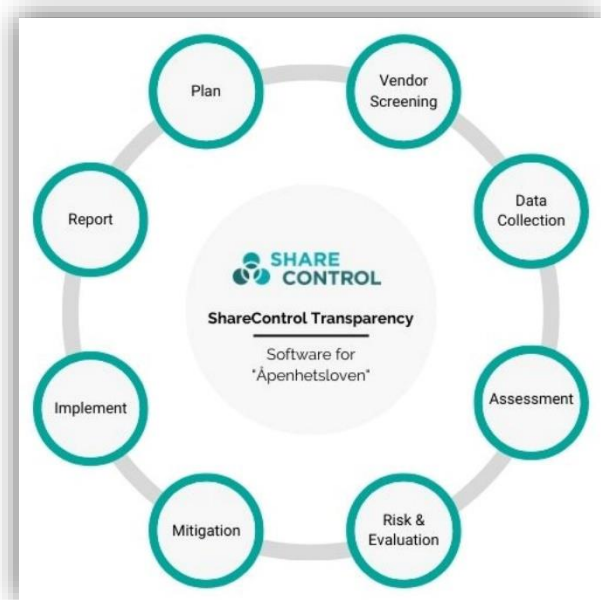 Plan
Vendor
Screening
Report
Data
Collection
SHARE
CONTROL
ShareControl Transparency
Software for
"Åpenhetsloven"
Implement
Assessment
Mitigation
Risk &
Evaluation